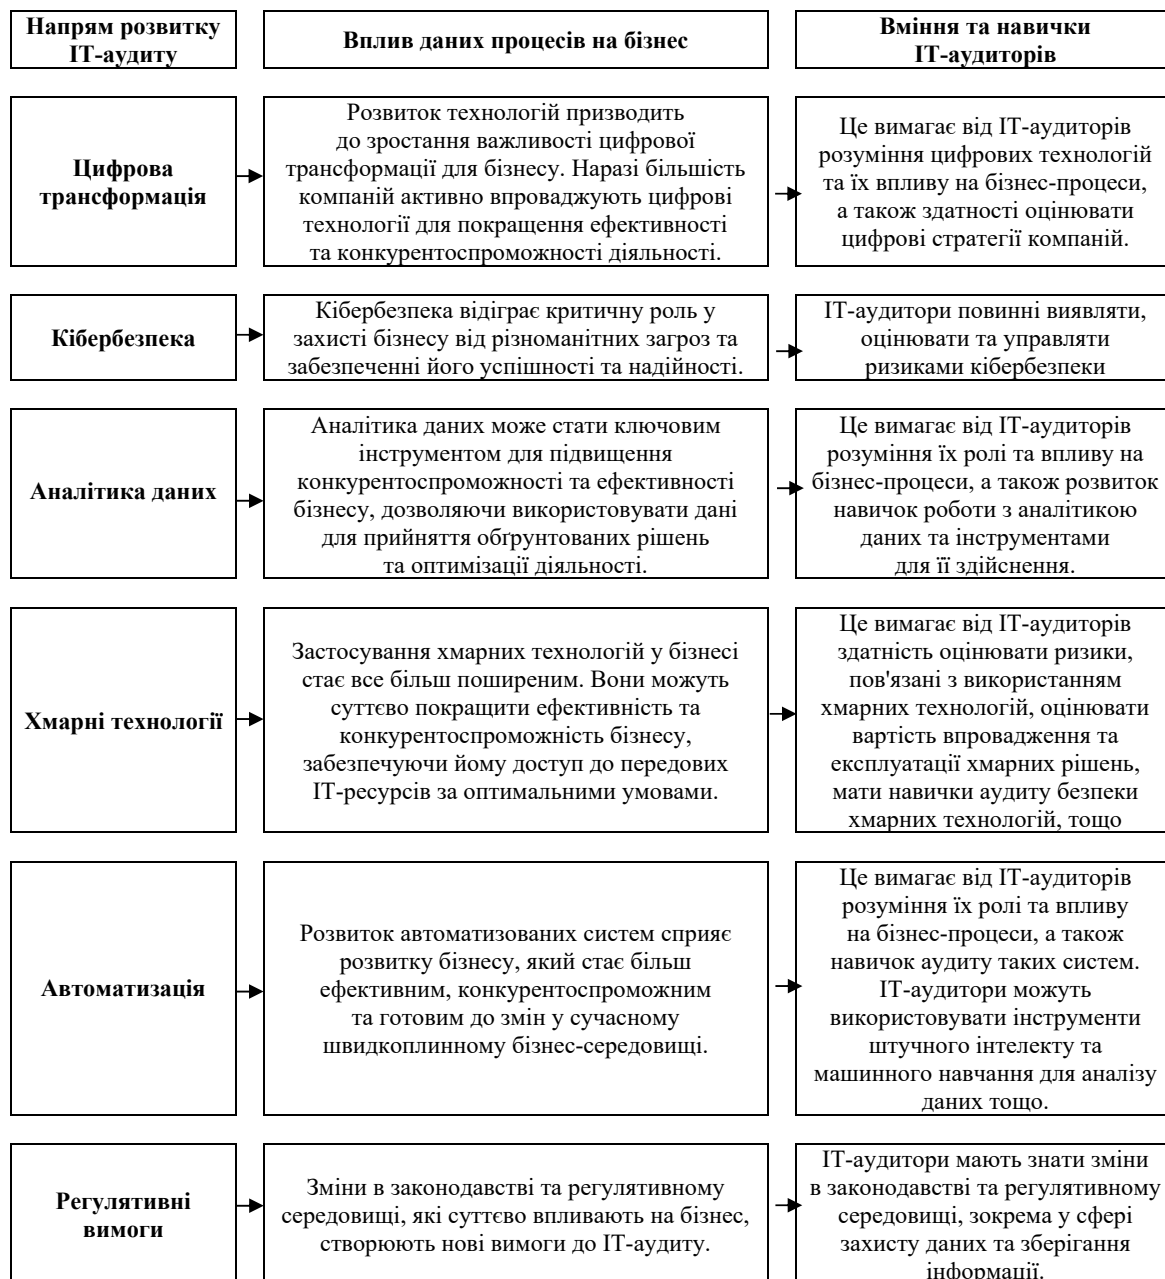 Напрям розвитку
ІТ-аудиту
Вплив даних процесів на бізнес
Вміння та навички
ІТ-аудиторів
Цифрова
трансформація
Розвиток технологій призводить
до зростання важливості цифрової
трансформації для бізнесу. Наразі більшість
компаній активно впроваджують цифрові
технології для покращення ефективності
та конкурентоспроможності діяльності.
Це вимагає від ІТ-аудиторів
розуміння цифрових технологій
та їх впливу на бізнес-процеси,
а також здатності оцінювати
цифрові стратегії компаній.
Кібербезпека
Кібербезпека відіграє критичну роль у
захисті бізнесу від різноманітних загроз та
забезпеченні його успішності та надійності.
ІТ-аудитори повинні виявляти,
оцінювати та управляти
ризиками кібербезпеки
Аналітика даних
Аналітика даних може стати ключовим
інструментом для підвищення
конкурентоспроможності та ефективності
бізнесу, дозволяючи використовувати дані
для прийняття обґрунтованих рішень
та оптимізації діяльності.
Це вимагає від ІТ-аудиторів
розуміння їх ролі та впливу на
бізнес-процеси, а також розвиток
навичок роботи з аналітикою
даних та інструментами
для її здійснення.
Хмарні технології
Застосування хмарних технологій у бізнесі
стає все більш поширеним. Вони можуть
суттєво покращити ефективність та
конкурентоспроможність бізнесу,
забезпечуючи йому доступ до передових
ІТ-ресурсів за оптимальними умовами.
Це вимагає від ІТ-аудиторів
здатність оцінювати ризики,
пов'язані з використанням
хмарних технологій, оцінювати
вартість впровадження та
експлуатації хмарних рішень,
мати навички аудиту безпеки
хмарних технологій, тощо
Автоматизація
Розвиток автоматизованих систем сприяє
розвитку бізнесу, який стає більш
ефективним, конкурентоспроможним
та готовим до змін у сучасному
швидкоплинному бізнес-середовищі.
Це вимагає від ІТ-аудиторів
розуміння їх ролі та впливу
на бізнес-процеси, а також
навичок аудиту таких систем.
ІТ-аудитори можуть
використовувати інструменти
штучного інтелекту та
машинного навчання для аналізу
даних тощо.
Регулятивні
вимоги
Зміни в законодавстві та регулятивному
середовищі, які суттєво впливають на бізнес,
створюють нові вимоги до ІТ-аудиту.
ІТ-аудитори мають знати зміни
в законодавстві та регулятивному
середовищі, зокрема у сфері
захисту даних та зберігання
інформації.